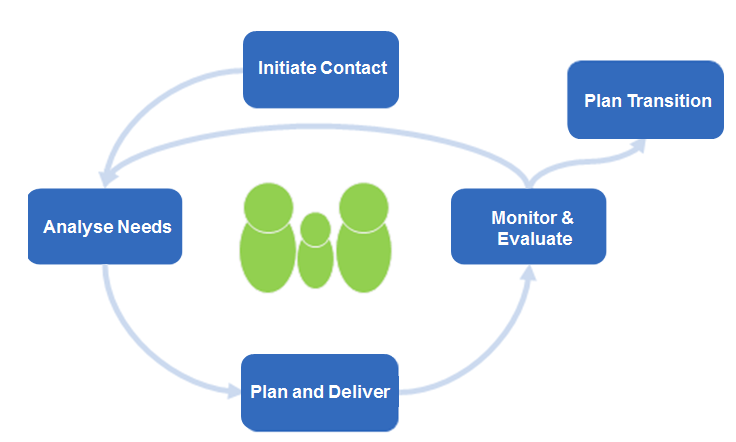 Initiate Contact
Plan Transition
Analyse Needs
Monitor &
Evaluate
Plan and Deliver